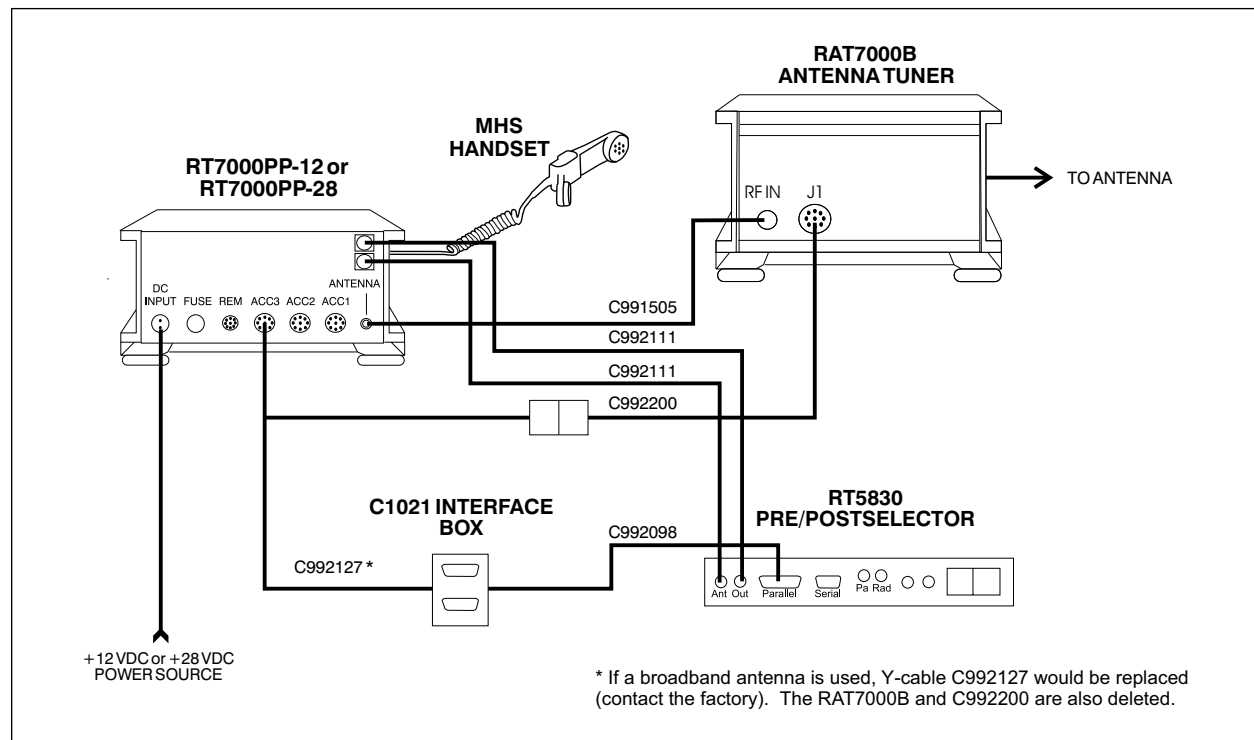 RAT7000B
ANTENNA TUNER
MHS
HANDSET
RT7000PP-12 or
RT7000PP-28
RF IN
J1
TO ANTENNA
ANTENNA
DC
INPUT
FUSE
REM
ACC3
ACC2
ACC1
C991505
C992111
C992111
C992200
C1021 INTERFACE
BOX
RT5830
PRE/POSTSELECTOR
C992098
C992127 *
Ant
Out
Parallel
Serial
Pa
Rad
+12 VDC or +28 VDC
POWER SOURCE
* If a broadband antenna is used, Y-cable C992127 would be replaced
(contact the factory). The RAT7000B and C992200 are also deleted.